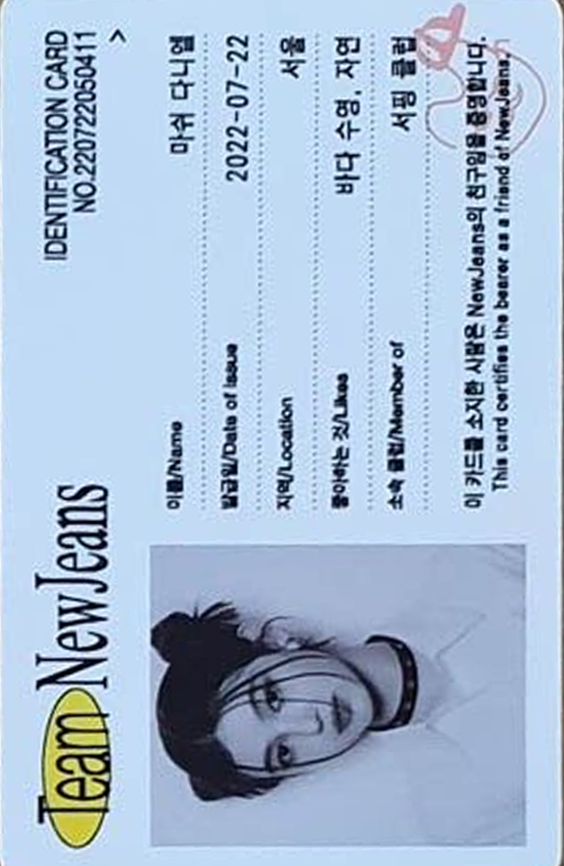 Team NewJeans
IDENTIFICATION CARD
NO.220722050411
>
이름/Name 마쉬 다니엘
발급일/Date of issue 2022-07-22
지역/Location 서울
좋아하는 것/Likes 바다 수영, 자연
소속 클럽/Member of 서핑 클럽
이 카드를 소지한 사람은 NewJeans의 친구임을 증명합니다.
This card certifies the bearer as a friend of NewJeans.